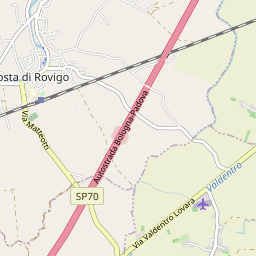 osta di Rovigo
Autostrada Bologna-Padova
Via Matteotti
SP70
Valdentro
Via Valdentro Lovara